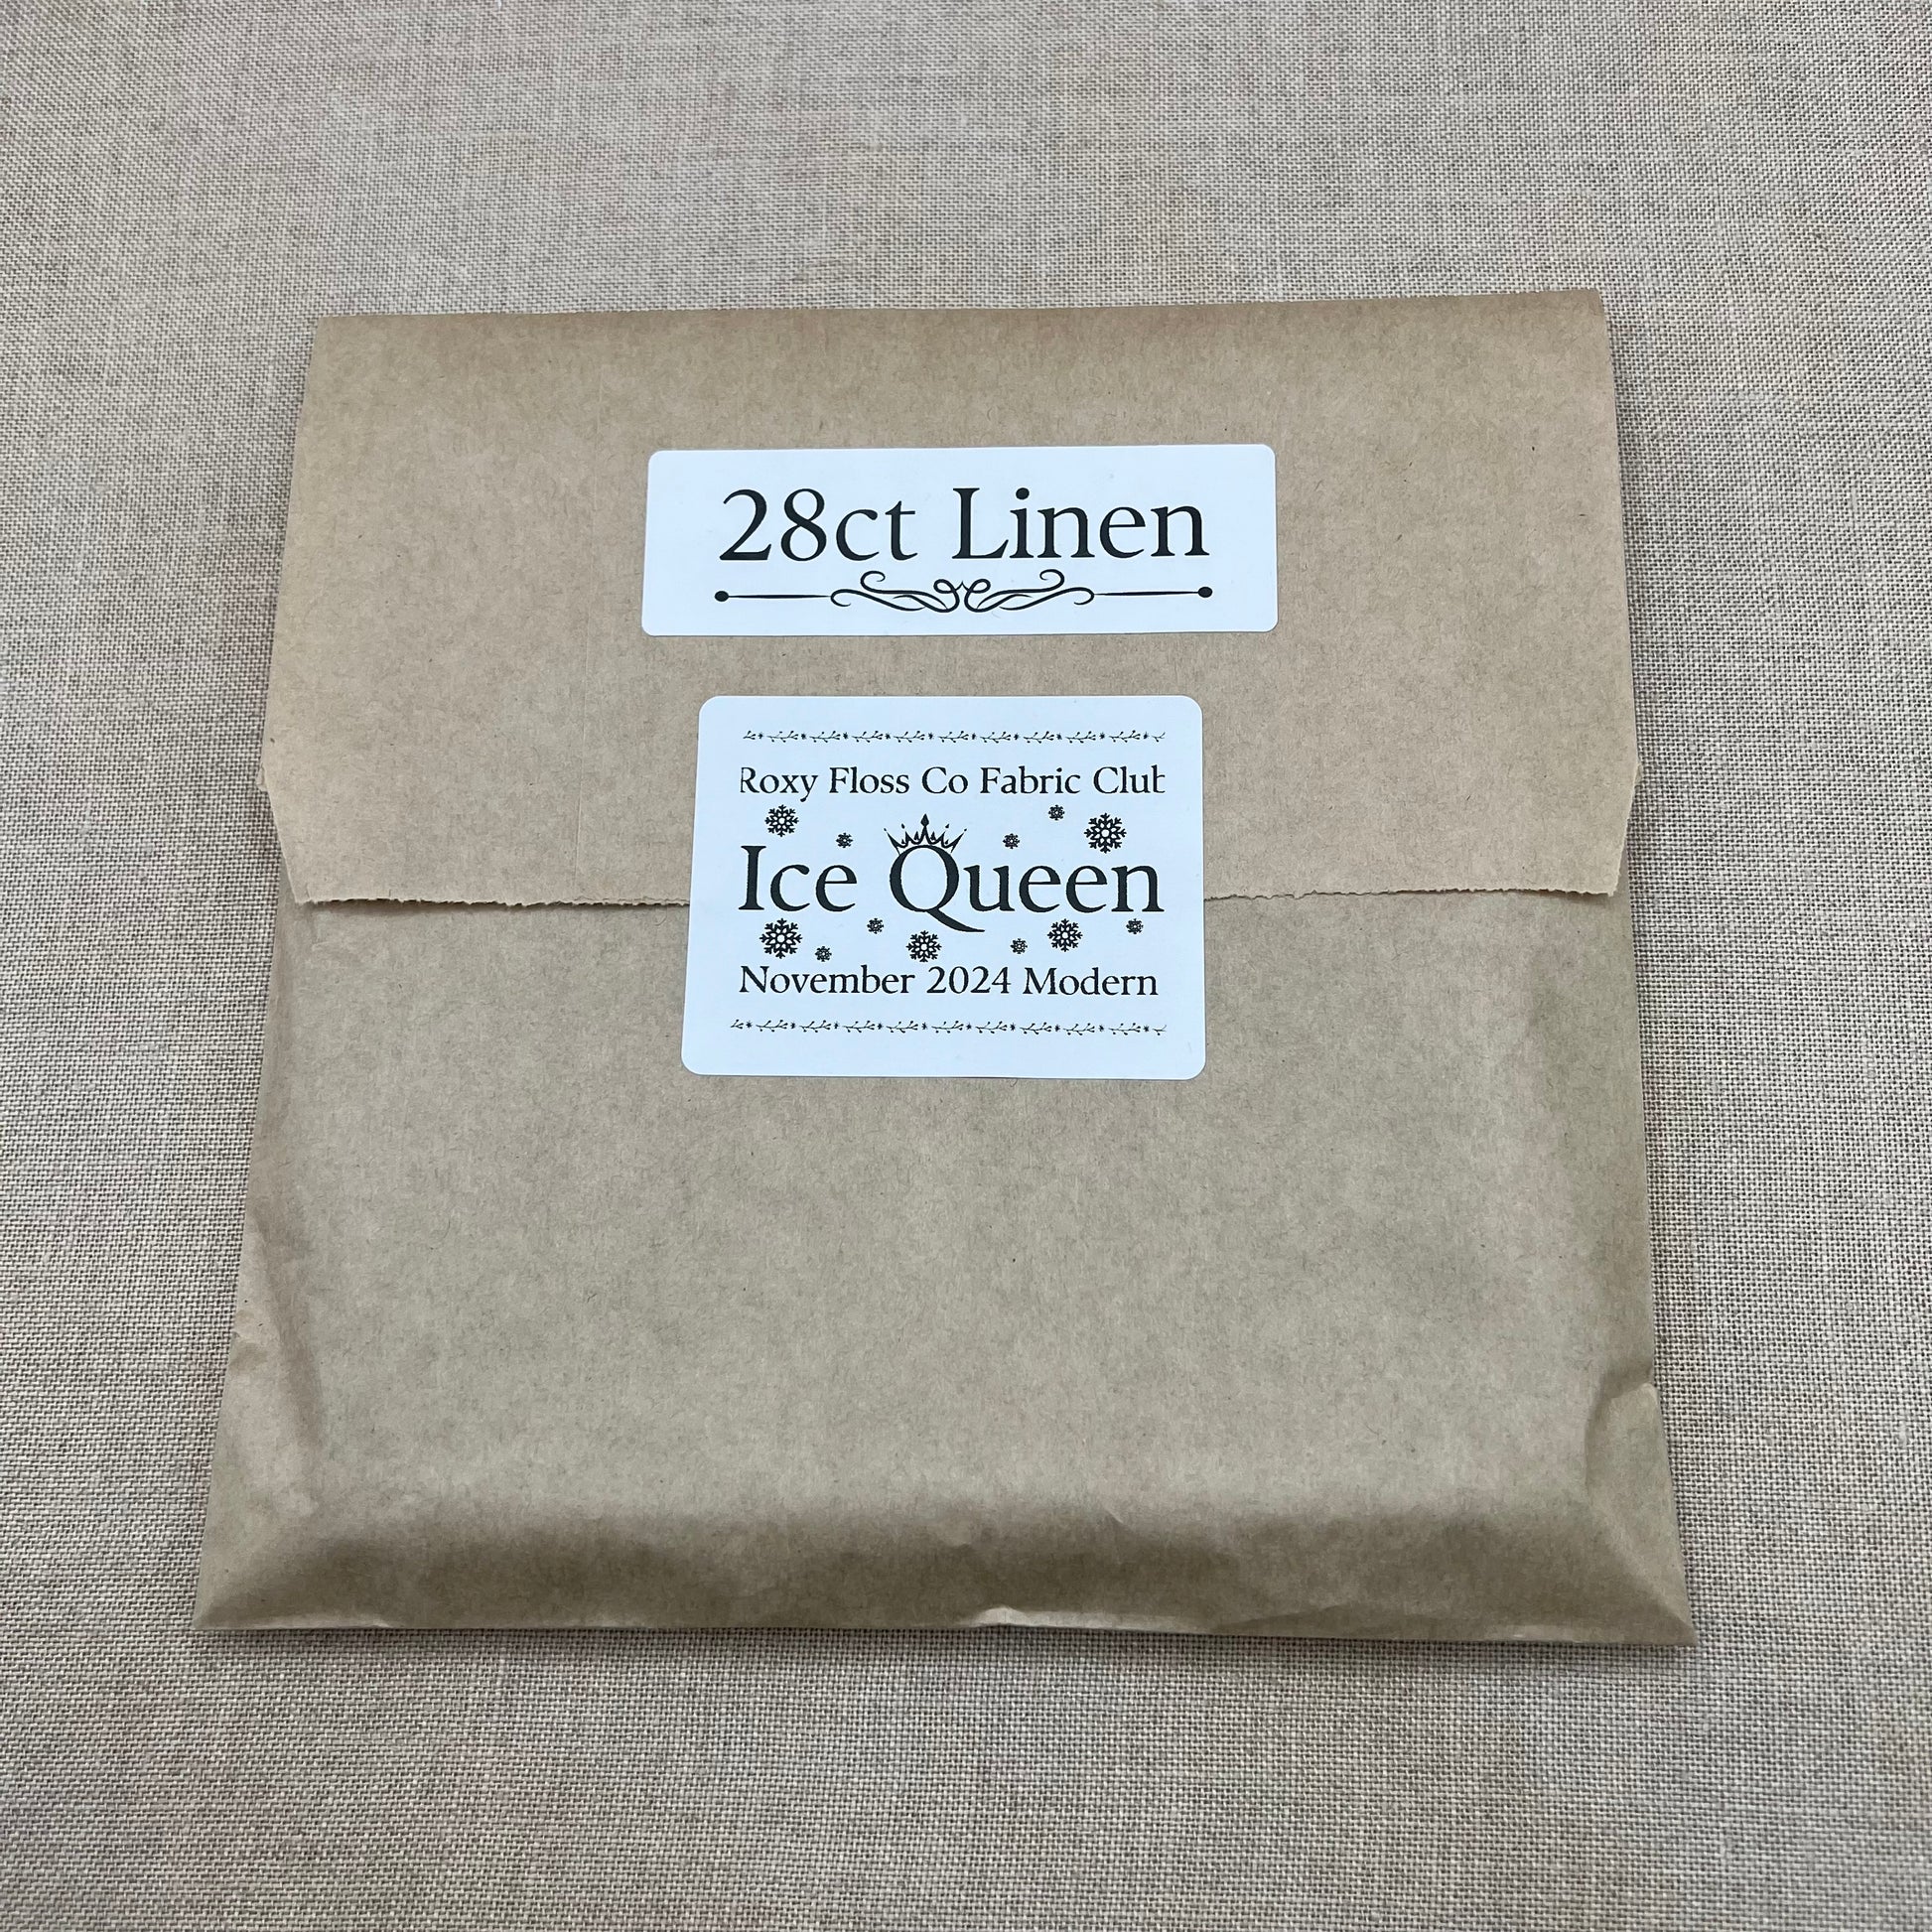 28ct Linen
Roxy Floss Co Fabric Club
Ice Queen
November 2024 Modern